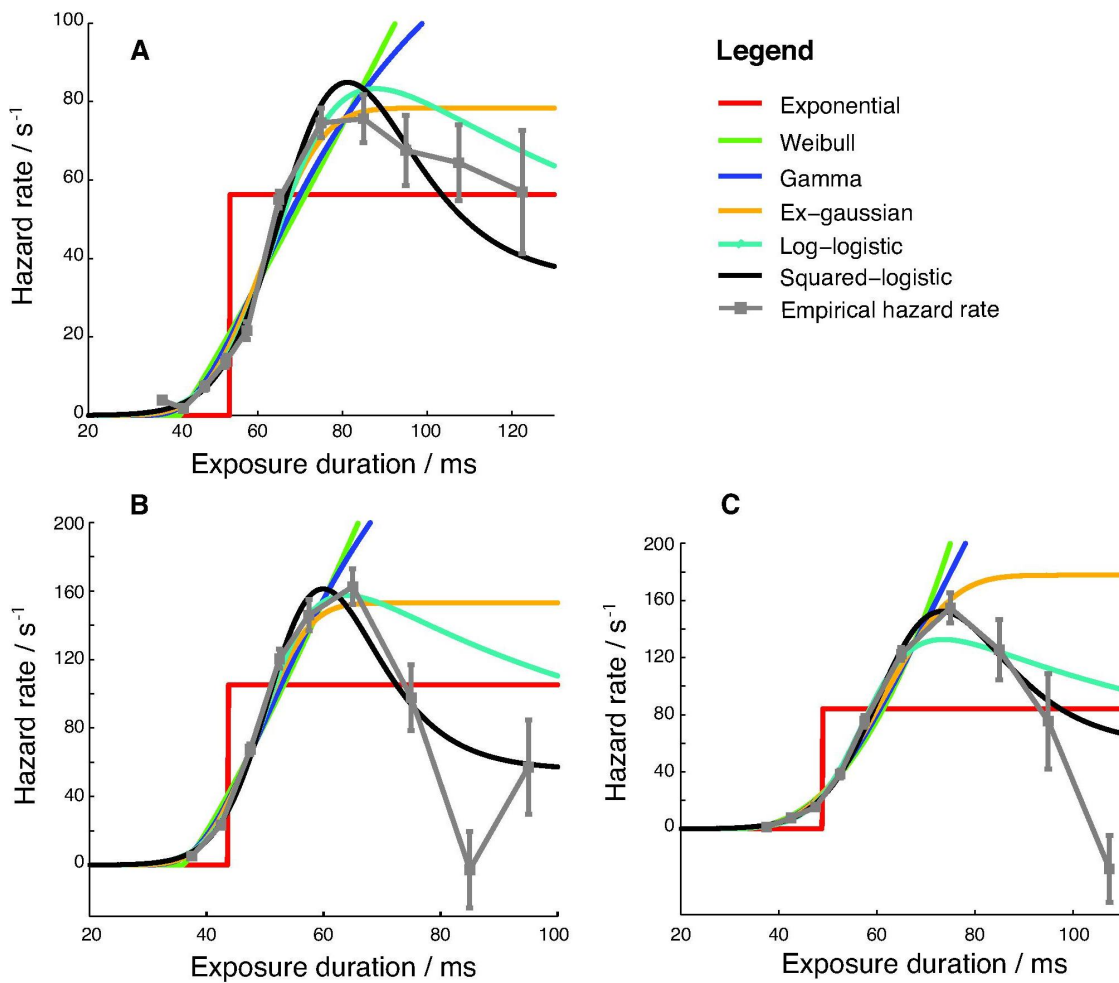 A
Hazard rate / s-1
100
80
60
40
20
0
20 40 60 80 100 120
Exposure duration / ms
Legend
Exponential
Weibull
Gamma
Ex-gaussian
Log-logistic
Squared-logistic
Empirical hazard rate
B
Hazard rate / s-1
200
160
120
80
40
0
20 40 60 80 100
Exposure duration / ms
C
Hazard rate / s-1
200
160
120
80
40
0
20 40 60 80 100
Exposure duration / ms